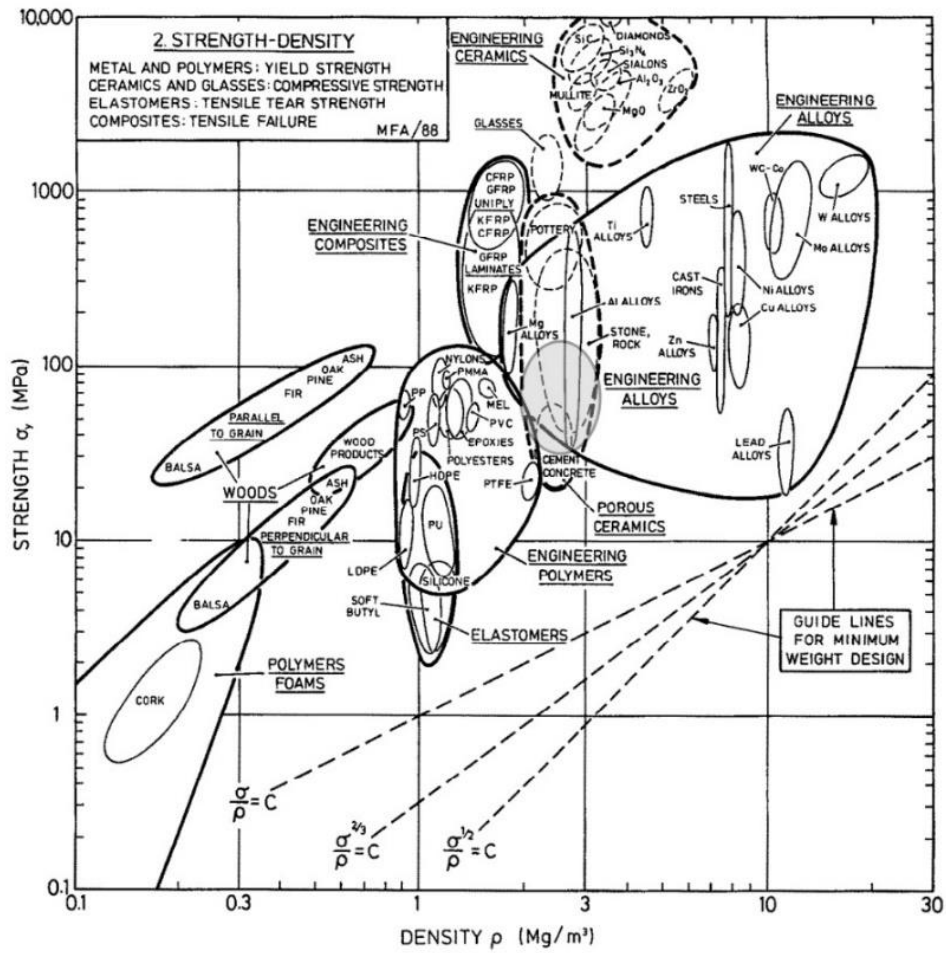 10,000
1000
100
10
1
0.1
STRENGTH σy (MPa)
0.1
0.3
1
3
10
30
DENSITY ρ (Mg/m³)
2. STRENGTH-DENSITY
METAL AND POLYMERS: YIELD STRENGTH
CERAMICS AND GLASSES: COMPRESSIVE STRENGTH
ELASTOMERS: TENSILE TEAR STRENGTH
COMPOSITES: TENSILE FAILURE
MFA/88
ENGINEERING
CERAMICS
SiC
DIAMONDS
Si₃N₄
SIALONS
Al₂O₃
MULLITE
ZrO₂
MgO
GLASSES
ENGINEERING
ALLOYS
CFRP
GFRP
UNIPLY
KFRP
CFRP
GFRP
LAMINATES
KFRP
ENGINEERING
COMPOSITES
POTTERY
Ti
ALLOYS
STEELS
WC-Co
W ALLOYS
Mo ALLOYS
CAST
IRONS
Ni ALLOYS
Cu ALLOYS
Zn
ALLOYS
Mg
ALLOYS
Al ALLOYS
STONE,
ROCK
ENGINEERING
ALLOYS
LEAD
ALLOYS
CEMENT
CONCRETE
POROUS
CERAMICS
ASH
OAK
PINE
FIR
PARALLEL
TO GRAIN
BALSA
WOOD
PRODUCTS
WOODS
ASH
OAK
PINE
FIR
PERPENDICULAR
TO GRAIN
BALSA
NYLONS
PMMA
PP
MEL
PVC
PS
EPOXIES
POLYESTERS
HDPE
PTFE
PU
LDPE
ENGINEERING
POLYMERS
SILICONE
SOFT
BUTYL
ELASTOMERS
CORK
POLYMERS
FOAMS
GUIDE LINES
FOR MINIMUM
WEIGHT DESIGN
σ/ρ = C
σ^2/3/ρ = C
σ^1/2/ρ = C